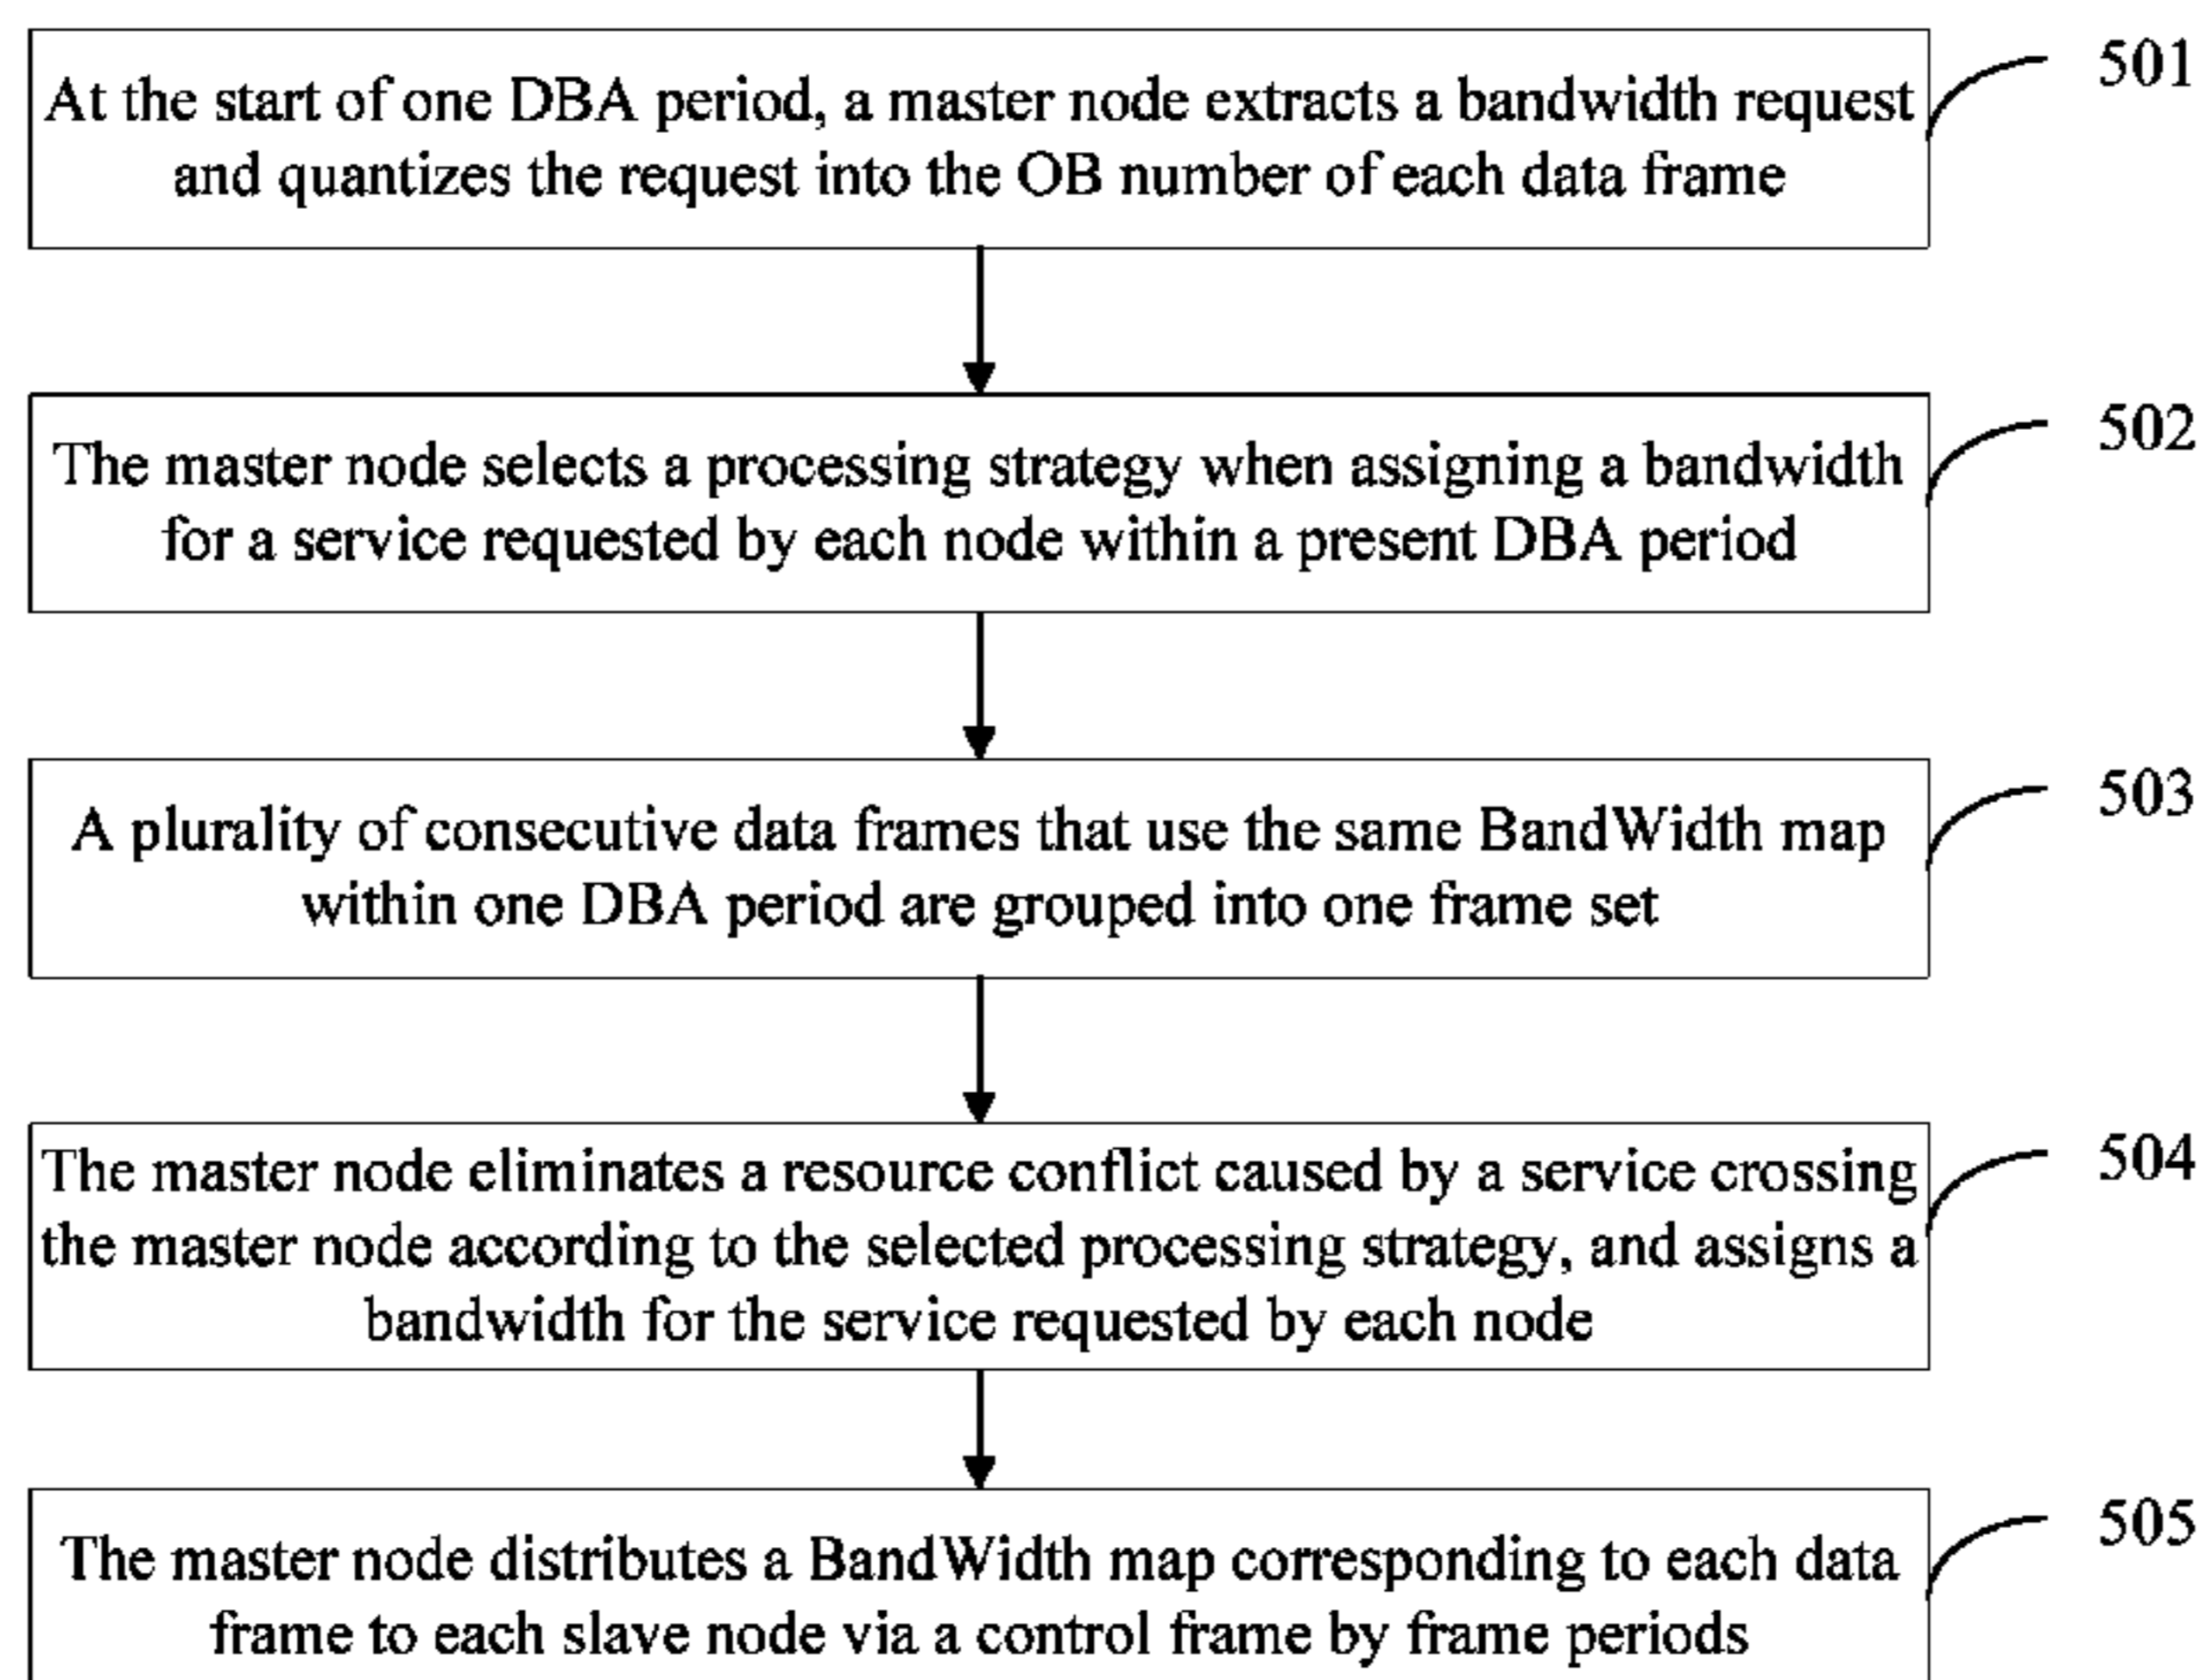 At the start of one DBA period, a master node extracts a bandwidth request
and quantizes the request into the OB number of each data frame
501
The master node selects a processing strategy when assigning a bandwidth
for a service requested by each node within a present DBA period
502
A plurality of consecutive data frames that use the same BandWidth map
within one DBA period are grouped into one frame set
503
The master node eliminates a resource conflict caused by a service crossing
the master node according to the selected processing strategy, and assigns a
bandwidth for the service requested by each node
504
The master node distributes a BandWidth map corresponding to each data
frame to each slave node via a control frame by frame periods
505